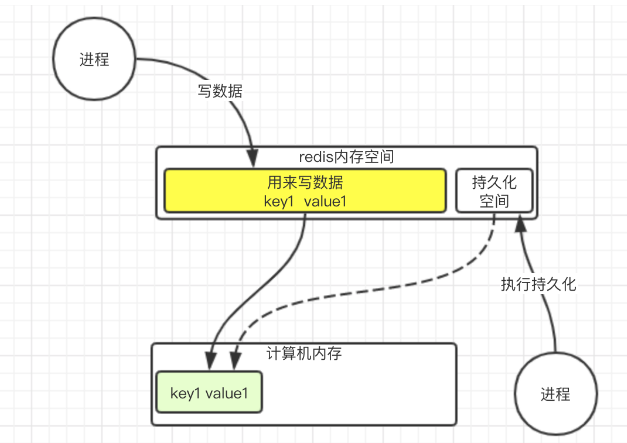 进程
写数据
redis内存空间
用来写数据
key1 value1
持久化
空间
执行持久化
计算机内存
key1 value1
进程